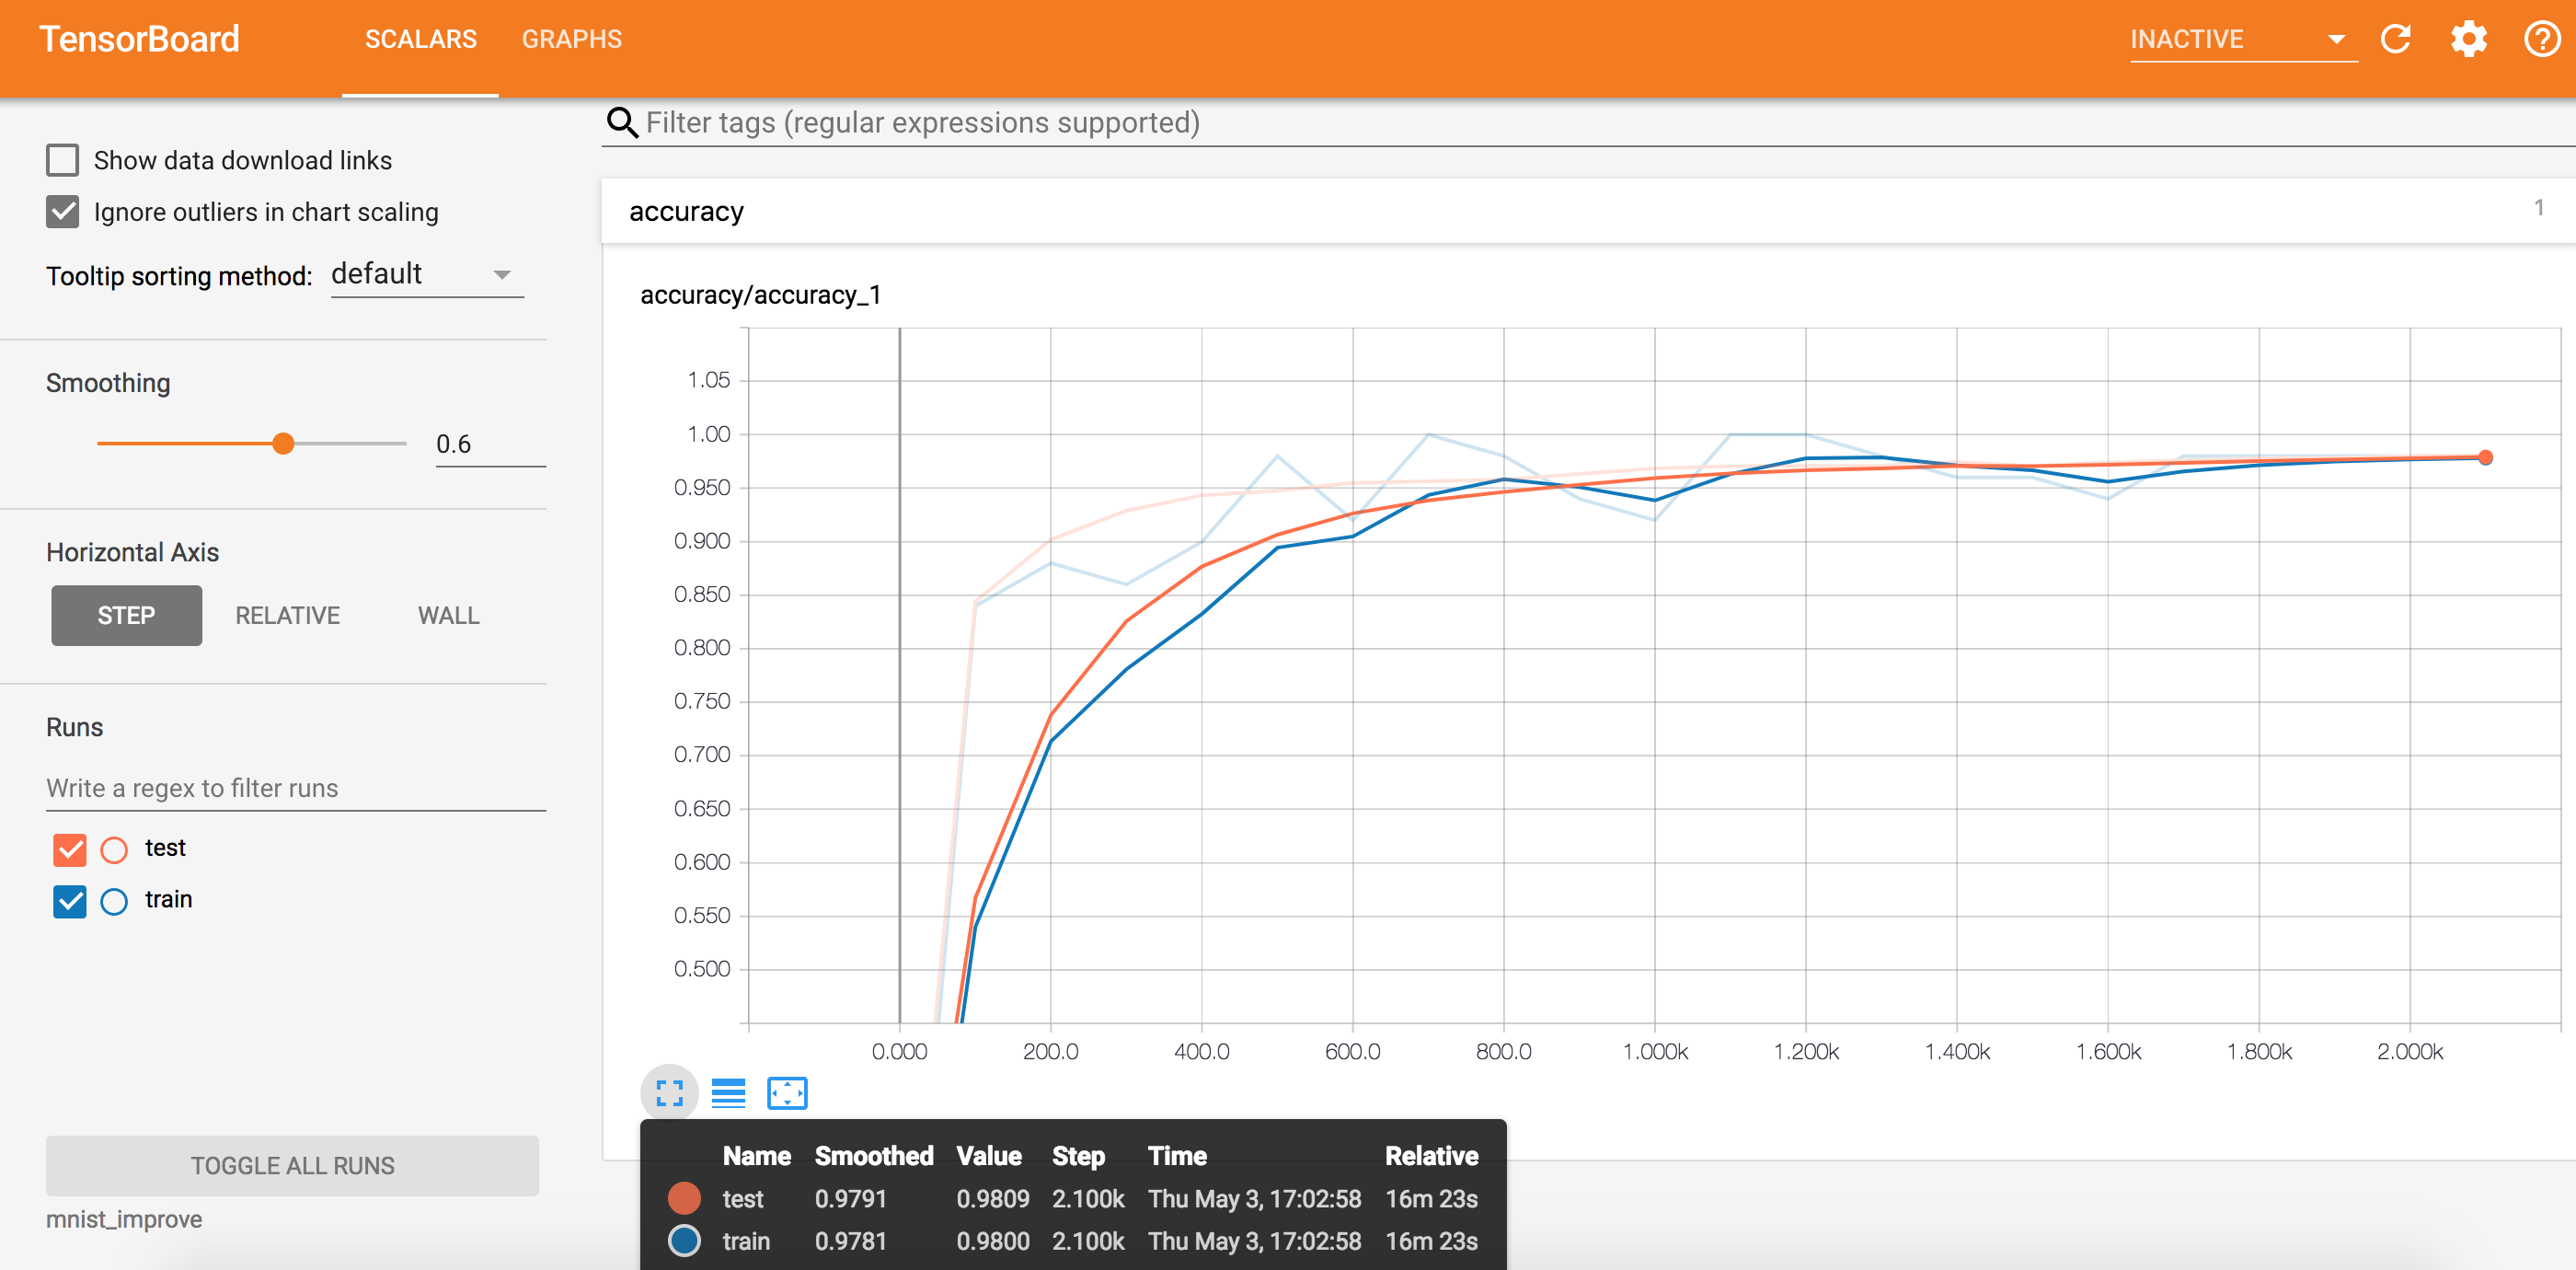 TensorBoard SCALARS GRAPHS INACTIVE
Show data download links
Ignore outliers in chart scaling
Tooltip sorting method: default
Smoothing
0.6
Horizontal Axis
STEP RELATIVE WALL
Runs
Write a regex to filter runs
test
train
TOGGLE ALL RUNS
mnist_improve
Filter tags (regular expressions supported)
accuracy 1
accuracy/accuracy_1
1.05
1.00
0.950
0.900
0.850
0.800
0.750
0.700
0.650
0.600
0.550
0.500
0.000 200.0 400.0 600.0 800.0 1.000k 1.200k 1.400k 1.600k 1.800k 2.000k
Name Smoothed Value Step Time Relative
test 0.9791 0.9809 2.100k Thu May 3, 17:02:58 16m 23s
train 0.9781 0.9800 2.100k Thu May 3, 17:02:58 16m 23s